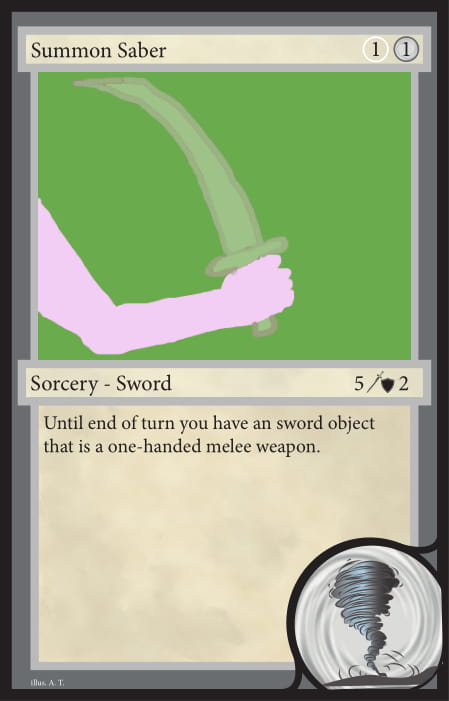 Summon Saber 1 1
Sorcery - Sword 5/2
Until end of turn you have an sword object
that is a one-handed melee weapon.
illus. A. T.